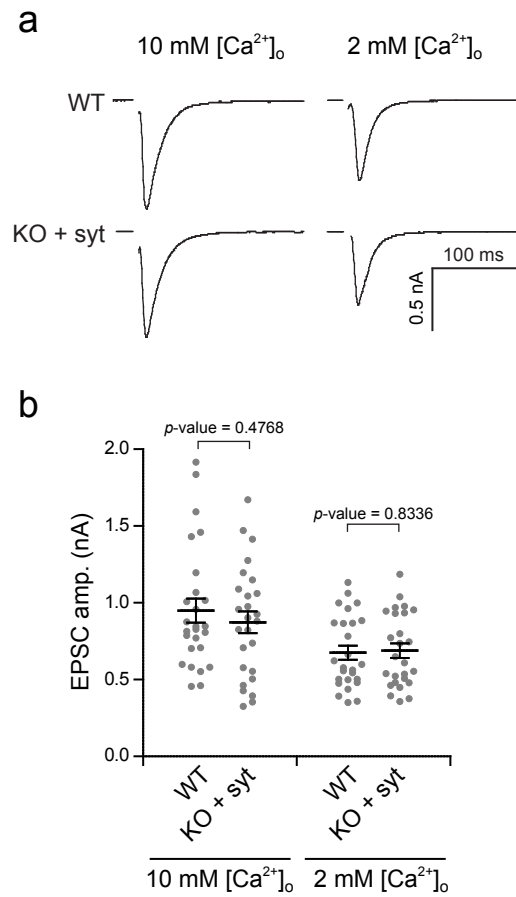 a
10 mM [Ca²⁺]ₒ 2 mM [Ca²⁺]ₒ
WT
KO + syt
100 ms
0.5 nA
b
p-value = 0.4768
p-value = 0.8336
2.0
1.5
1.0
0.5
0.0
EPSC amp. (nA)
WT
KO + syt
WT
KO + syt
10 mM [Ca²⁺]ₒ 2 mM [Ca²⁺]ₒ